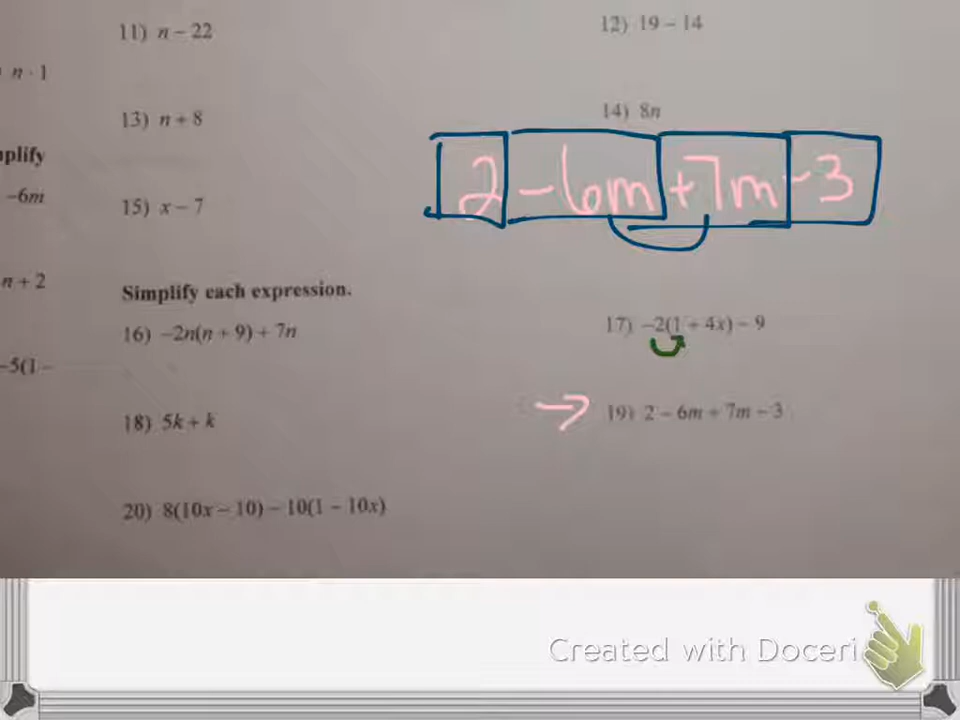 11) n − 22
12) 19 − 14
n · 1
13) n + 8
14) 8n
plify
2 −6m +7m −3
−6m
15) x − 7
n + 2
Simplify each expression.
16) −2n(n + 9) + 7n
17) −2(1 + 4x) − 9
−5(1 −
18) 5k + k
19) 2 − 6m + 7m − 3
20) 8(10x − 10) − 10(1 − 10x)
Created with Doceri